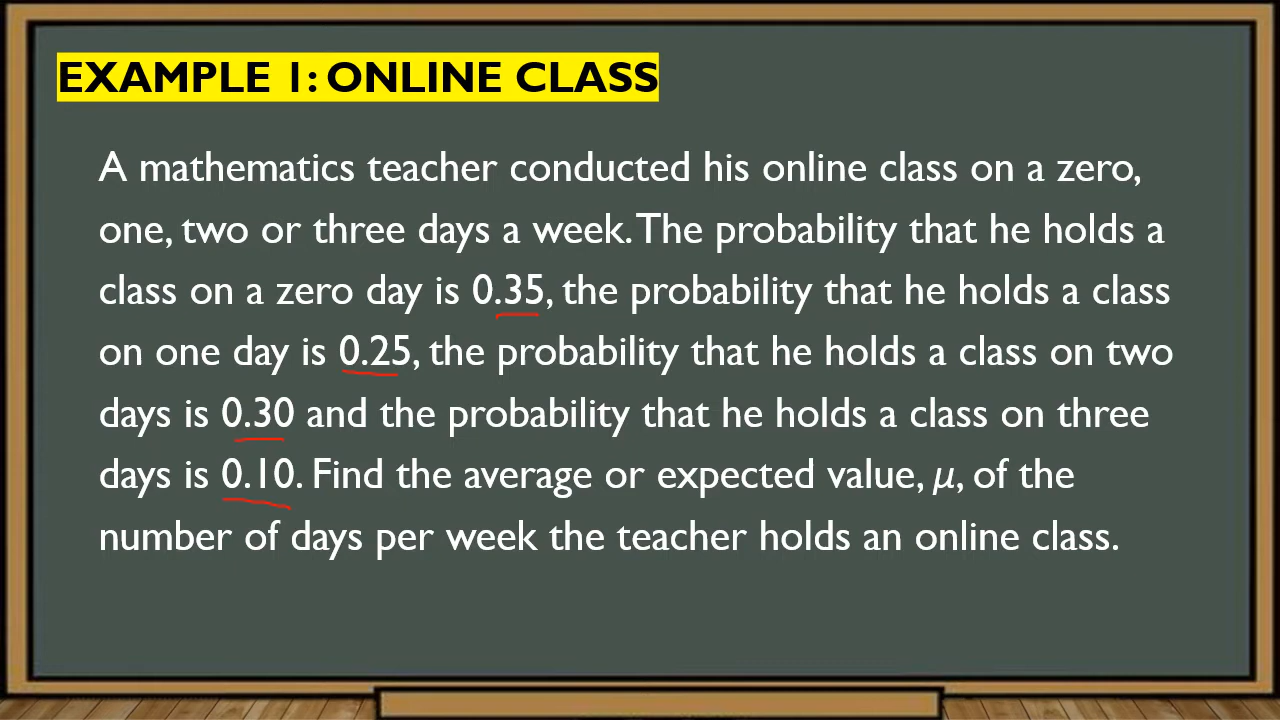 EXAMPLE 1: ONLINE CLASS
A mathematics teacher conducted his online class on a zero,
one, two or three days a week. The probability that he holds a
class on a zero day is 0.35, the probability that he holds a class
on one day is 0.25, the probability that he holds a class on two
days is 0.30 and the probability that he holds a class on three
days is 0.10. Find the average or expected value, μ, of the
number of days per week the teacher holds an online class.